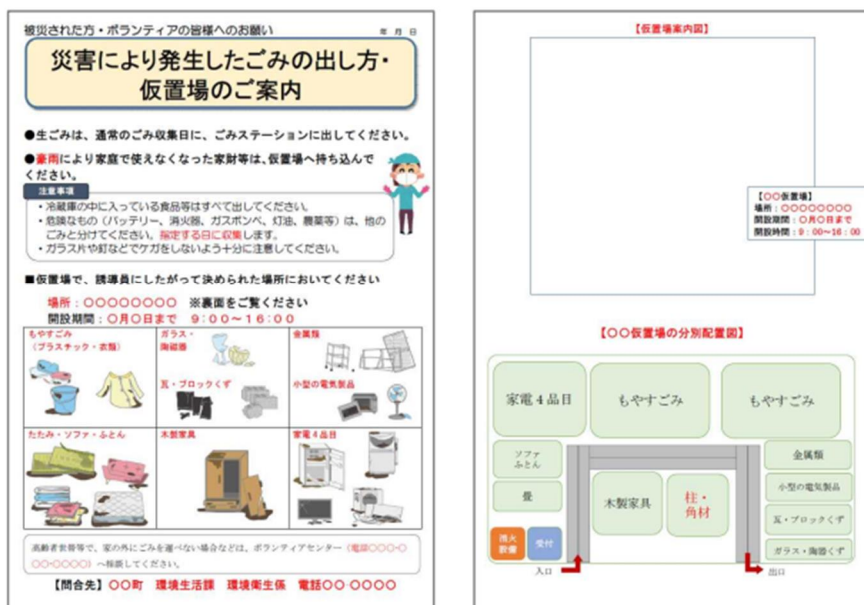 被災された方・ボランティアの皆様へのお願い
年 月 日
災害により発生したごみの出し方・
仮置場のご案内
●生ごみは、通常のごみ収集日に、ごみステーションに出してください。
●豪雨により家庭で使えなくなった家財等は、仮置場へ持ち込んで
ください。
注意事項
・冷蔵庫の中に入っている食品等はすべて出してください。
・危険なもの（バッテリー、消火器、ガスボンベ、灯油、農薬等）は、他の
ごみと分けてください。指定する日に収集します。
・ガラス片や釘などでケガをしないよう十分に注意してください。
■仮置場で、誘導員にしたがって決められた場所においてください
場所：〇〇〇〇〇〇〇〇 ※裏面をご覧ください
開設期間：〇月〇日まで 9：00～16：00
もやすごみ
（プラスチック・衣類）
ガラス・
陶磁器
金属類
瓦・ブロックくず
小型の電気製品
たたみ・ソファ・ふとん
木製家具
家電4品目
高齢者世帯等で、家の外にごみを運べない場合などは、ボランティアセンター（電話〇〇〇-〇
〇〇-〇〇〇〇）へ相談してください。
【問合先】〇〇町 環境生活課 環境衛生係 電話〇〇-〇〇〇〇
【仮置場案内図】
【〇〇仮置場】
場所：〇〇〇〇〇〇〇〇
開設期間：〇月〇日まで
開設時間：9：00～16：00
【〇〇仮置場の分別配置図】
家電4品目
もやすごみ
もやすごみ
ソファ
ふとん
畳
木製家具
柱・
角材
金属類
小型の電気製品
瓦・ブロックくず
ガラス・陶器くず
消火
設備
受付
入口
出口